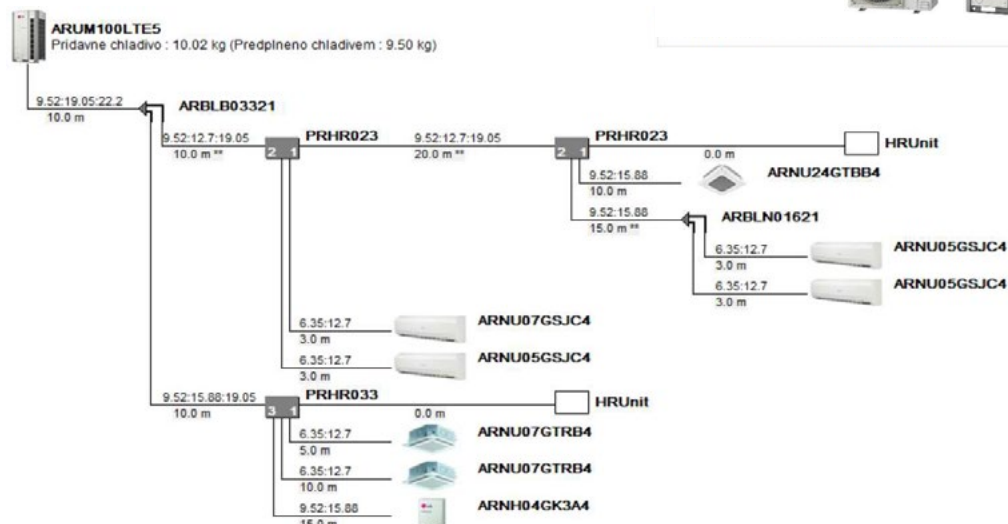 ARUM100LTE5
Pridavne chladivo : 10.02 kg (Predplneno chladivem : 9.50 kg)
9.52:19.05:22.2
10.0 m
ARBLB03321
9.52:12.7:19.05
10.0 m **
PRHR023
2 1
9.52:12.7:19.05
20.0 m **
PRHR023
2 1
0.0 m
HRUnit
9.52:15.88
10.0 m
ARNU24GTBB4
9.52:15.88
15.0 m **
ARBLN01621
6.35:12.7
3.0 m
ARNU05GSJC4
6.35:12.7
3.0 m
ARNU05GSJC4
6.35:12.7
3.0 m
ARNU07GSJC4
6.35:12.7
3.0 m
ARNU05GSJC4
9.52:15.88:19.05
10.0 m
PRHR033
3 1
0.0 m
HRUnit
6.35:12.7
5.0 m
ARNU07GTRB4
6.35:12.7
10.0 m
ARNU07GTRB4
9.52:15.88
15.0 m
ARNH04GK3A4